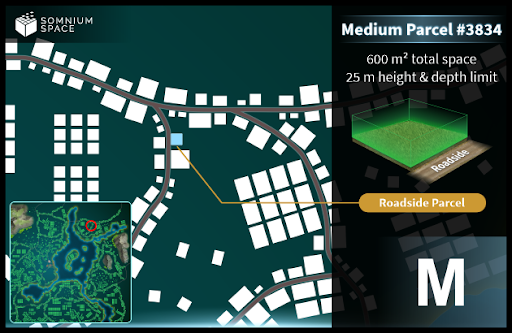 SOMNIUM
SPACE
Medium Parcel #3834
600 m² total space
25 m height & depth limit
Roadside
Roadside Parcel
M